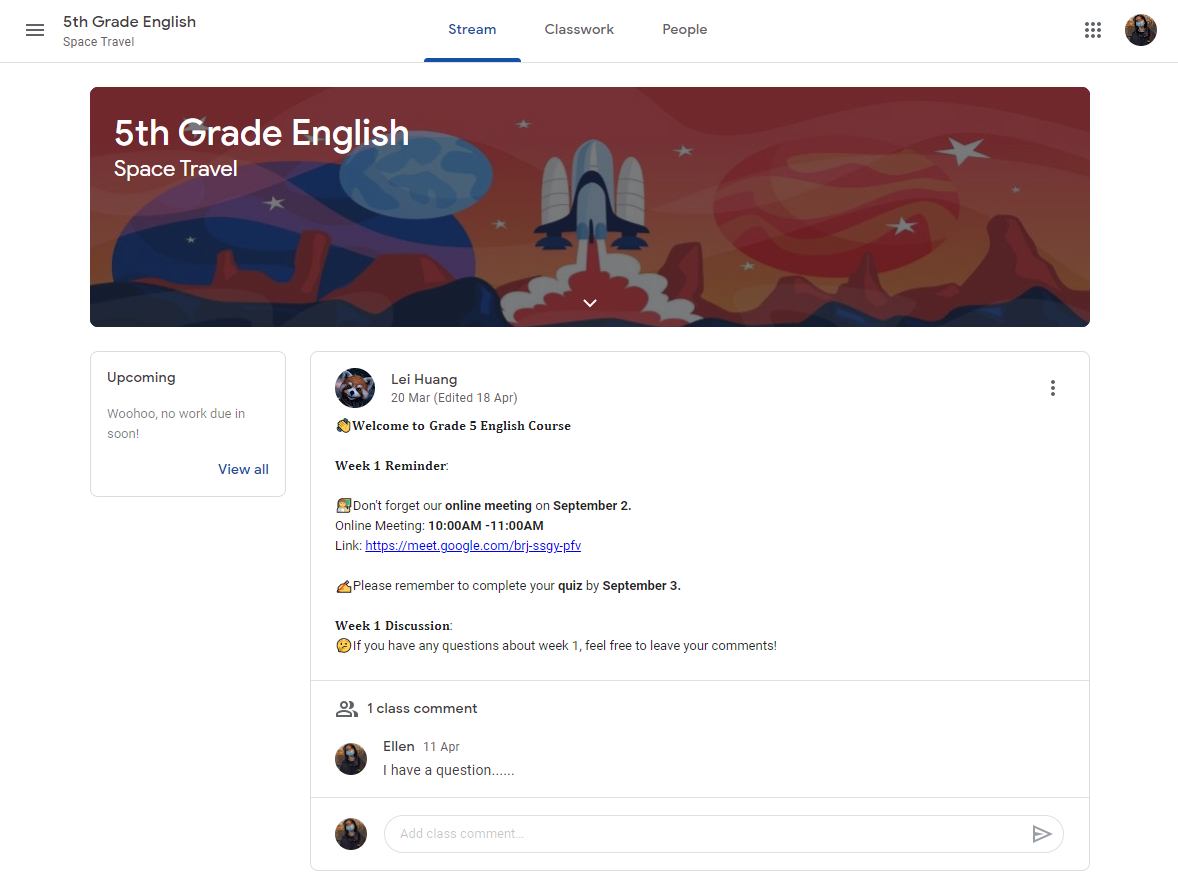 5th Grade English
Space Travel
Stream
Classwork
People
5th Grade English
Space Travel
Upcoming
Woohoo, no work due in
soon!
View all
Lei Huang
20 Mar (Edited 18 Apr)
👋Welcome to Grade 5 English Course
Week 1 Reminder:
👩‍🏫Don't forget our online meeting on September 2.
Online Meeting: 10:00AM -11:00AM
Link: https://meet.google.com/brj-ssgy-pfv
✍Please remember to complete your quiz by September 3.
Week 1 Discussion:
🤔If you have any questions about week 1, feel free to leave your comments!
1 class comment
Ellen 11 Apr
I have a question......
Add class comment...